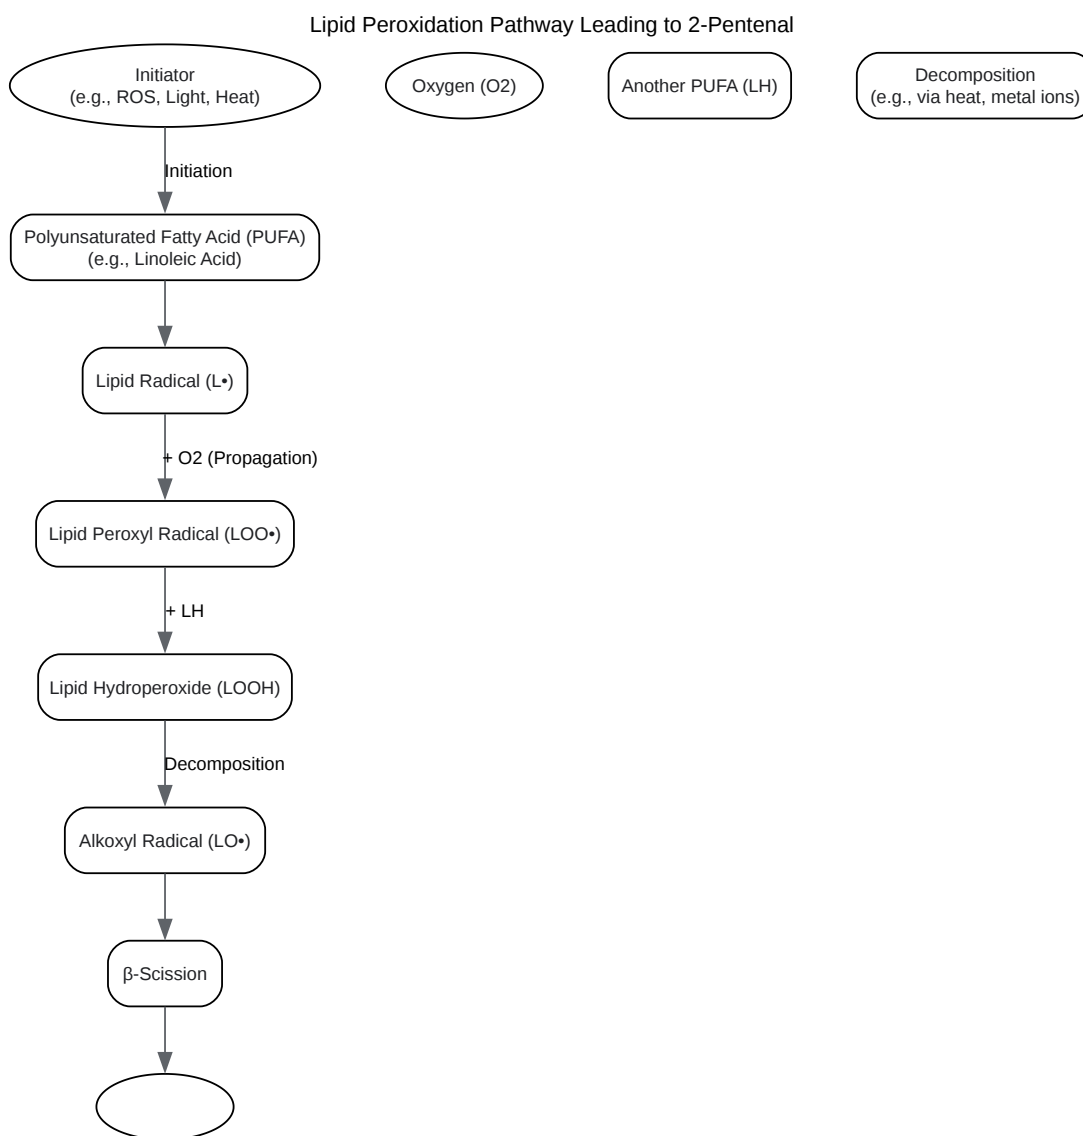 Lipid Peroxidation Pathway Leading to 2-Pentenal
Initiator
(e.g., ROS, Light, Heat)
Oxygen (O2)
Another PUFA (LH)
Decomposition
(e.g., via heat, metal ions)
Initiation
Polyunsaturated Fatty Acid (PUFA)
(e.g., Linoleic Acid)
Lipid Radical (L•)
+ O2 (Propagation)
Lipid Peroxyl Radical (LOO•)
+ LH
Lipid Hydroperoxide (LOOH)
Decomposition
Alkoxyl Radical (LO•)
β-Scission